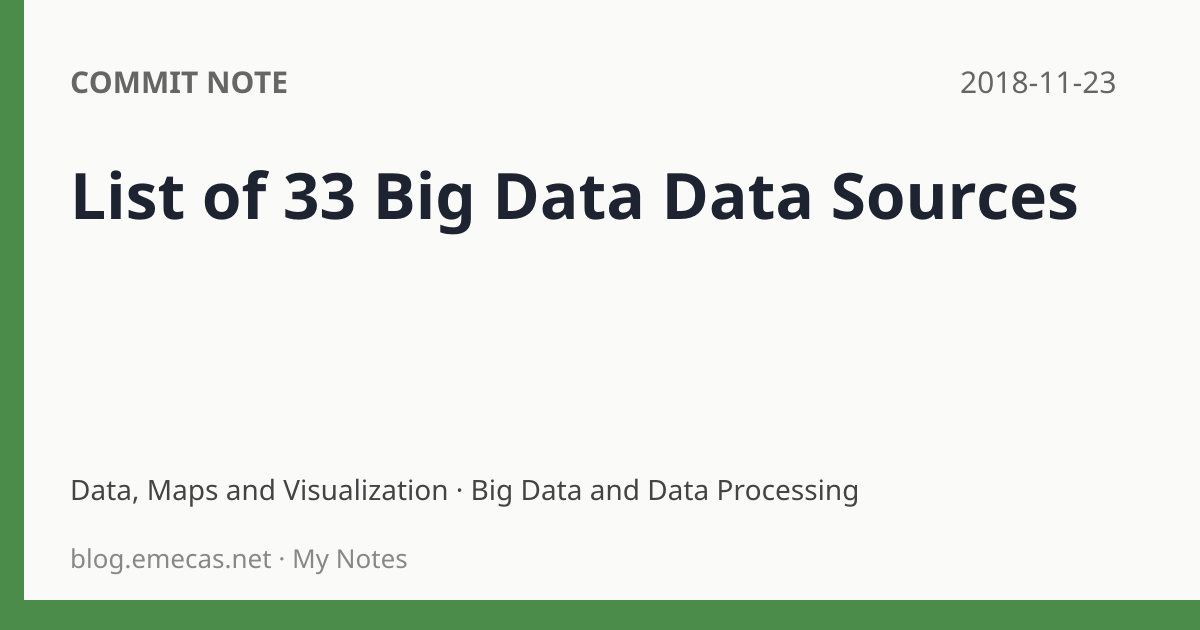 COMMIT NOTE
2018-11-23
List of 33 Big Data Data Sources
Data, Maps and Visualization · Big Data and Data Processing
blog.emecas.net · My Notes